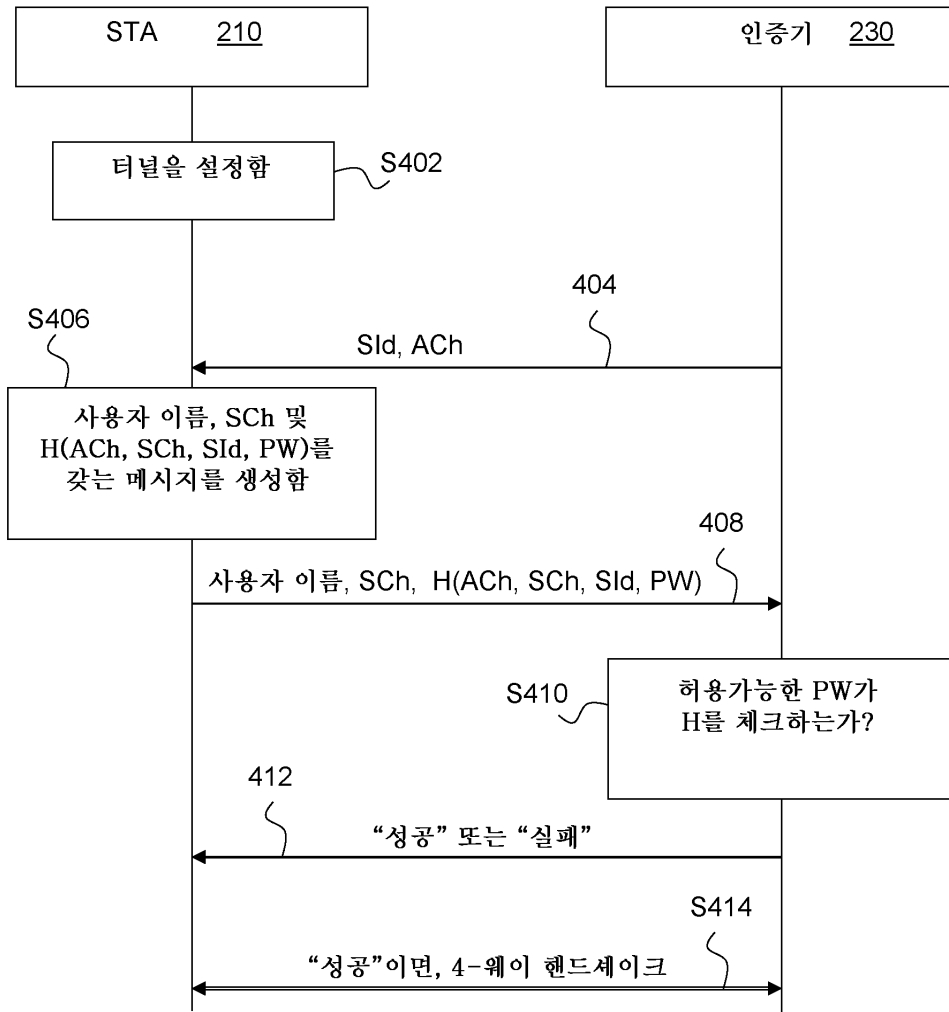 STA 210
인증기 230
터널을 설정함
S402
404
S406
SId, ACh
사용자 이름, SCh 및
H(ACh, SCh, SId, PW)를
갖는 메시지를 생성함
408
사용자 이름, SCh, H(ACh, SCh, SId, PW)
S410
허용가능한 PW가
H를 체크하는가?
412
“성공” 또는 “실패”
S414
“성공”이면, 4-웨이 핸드셰이크